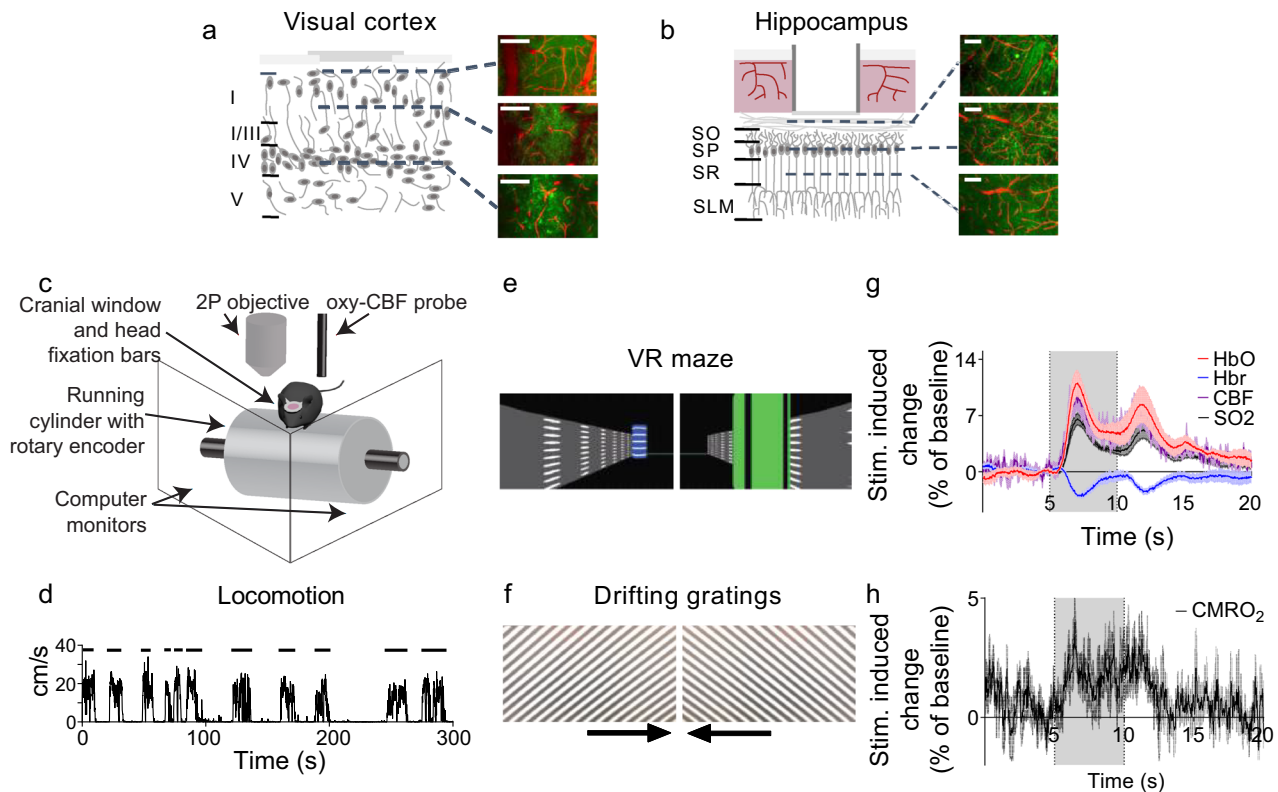 a
Visual cortex
I
I/III
IV
V
b
Hippocampus
SO
SP
SR
SLM
c
Cranial window
and head
fixation bars
2P objective
oxy-CBF probe
Running
cylinder with
rotary encoder
Computer
monitors
d
Locomotion
cm/s
40
20
0
100
200
300
Time (s)
e
VR maze
f
Drifting gratings
g
Stim. induced
change
(% of baseline)
14
7
0
5
10
15
20
Time (s)
HbO
Hbr
CBF
SO2
h
Stim. induced
change
(% of baseline)
5
0
5
10
15
20
Time (s)
CMRO₂